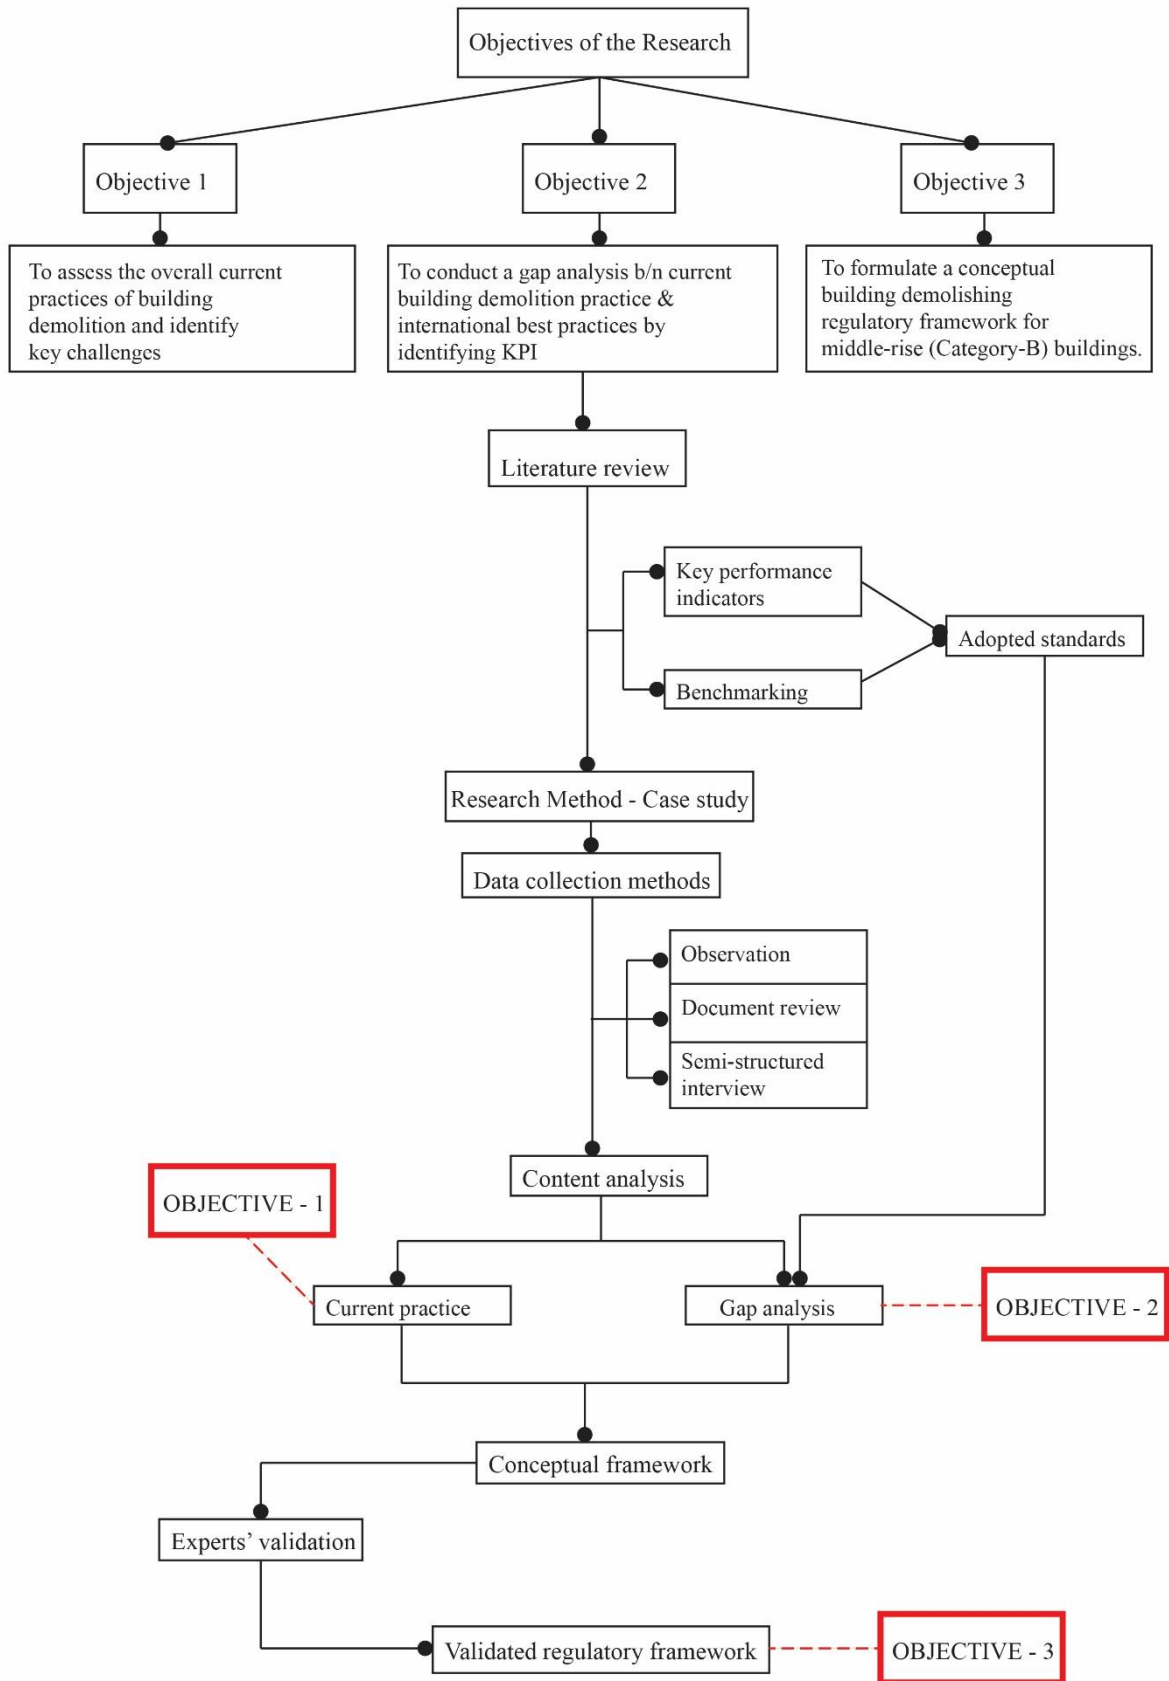 Objectives of the Research
Objective 1
Objective 2
Objective 3
To assess the overall current
practices of building
demolition and identify
key challenges
To conduct a gap analysis b/n current
building demolition practice &
international best practices by
identifying KPI
To formulate a conceptual
building demolishing
regulatory framework for
middle-rise (Category-B) buildings.
Literature review
Key performance
indicators
Adopted standards
Benchmarking
Research Method - Case study
Data collection methods
Observation
Document review
Semi-structured
interview
Content analysis
OBJECTIVE - 1
Current practice
Gap analysis
OBJECTIVE - 2
Conceptual framework
Experts’ validation
Validated regulatory framework
OBJECTIVE - 3